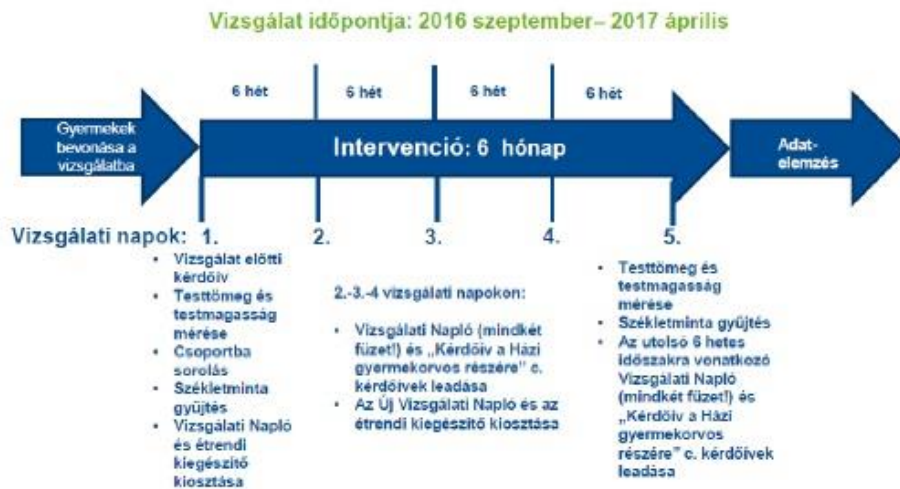 Vizsgálat időpontja: 2016 szeptember– 2017 április
6 hét
6 hét
6 hét
6 hét
Gyermekek
bevonása a
vizsgálatba
Intervenció: 6 hónap
Adat-
elemzés
Vizsgálati napok: 1. 2. 3. 4. 5.
• Vizsgálat előtti
kérdőív
• Testtömeg és
testmagasság
mérése
• Csoportba
sorolás
• Székletminta
gyűjtés
• Vizsgálati Napló
és étrendi
kiegészítő
kiosztása
2.-3.-4 vizsgálati napokon:
• Vizsgálati Napló (mindkét
füzet!) és „Kérdőív a Házi
gyermekorvos részére" c.
kérdőívek leadása
• Az Új Vizsgálati Napló és az
étrendi kiegészítő kiosztása
• Testtömeg és
testmagasság
mérése
• Székletminta gyűjtés
• Az utolsó 6 hetes
időszakra vonatkozó
Vizsgálati Napló
(mindkét füzet!) és
„Kérdőív a Házi
gyermekorvos
részére" c. kérdőívek
leadása